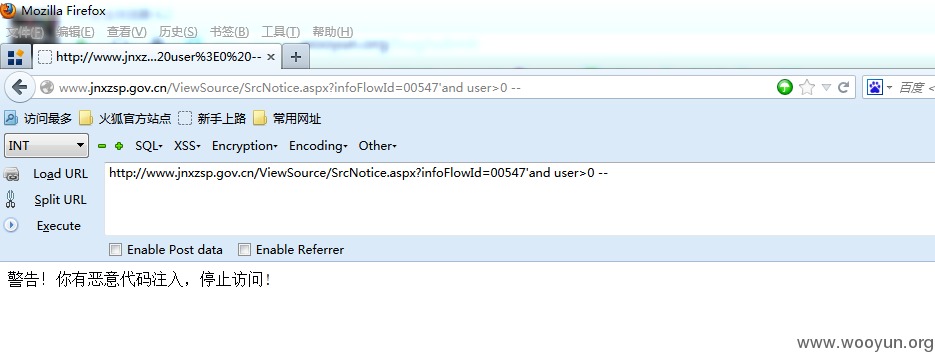 Mozilla Firefox
文件(F) 编辑(E) 查看(V) 历史(S) 书签(B) 工具(T) 帮助(H)
http://www.jnxz...20user%3E0%20--
www.jnxzsp.gov.cn/ViewSource/SrcNotice.aspx?infoFlowId=00547'and user>0 --
百度
访问最多 火狐官方站点 新手上路 常用网址
INT SQL XSS Encryption Encoding Other
Load URL http://www.jnxzsp.gov.cn/ViewSource/SrcNotice.aspx?infoFlowId=00547'and user>0 --
Split URL
Execute
Enable Post data Enable Referrer
警告! 你有恶意代码注入，停止访问!
www.wooyun.org